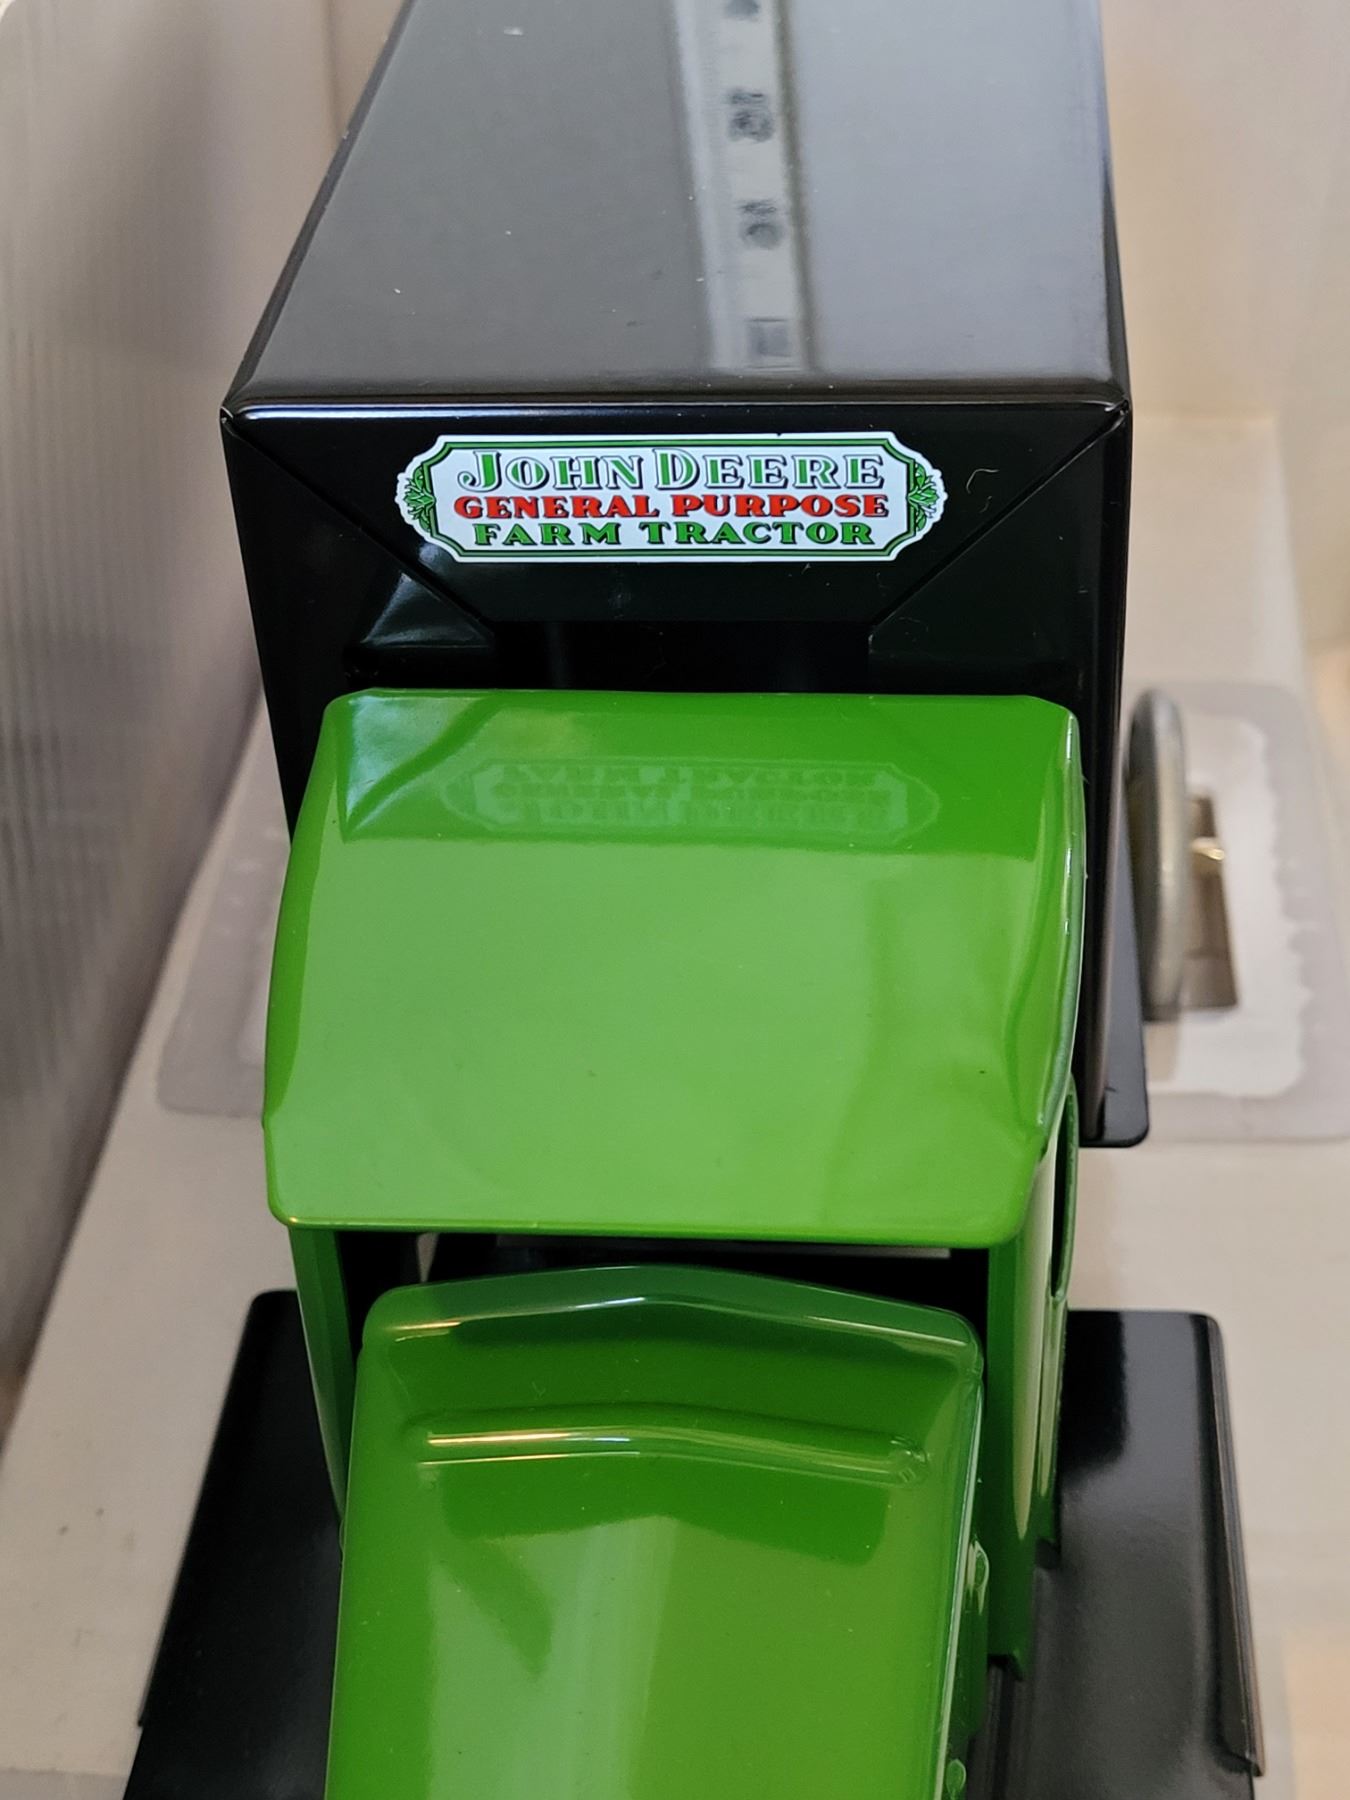 JOHN DEERE
GENERAL PURPOSE
FARM TRACTOR